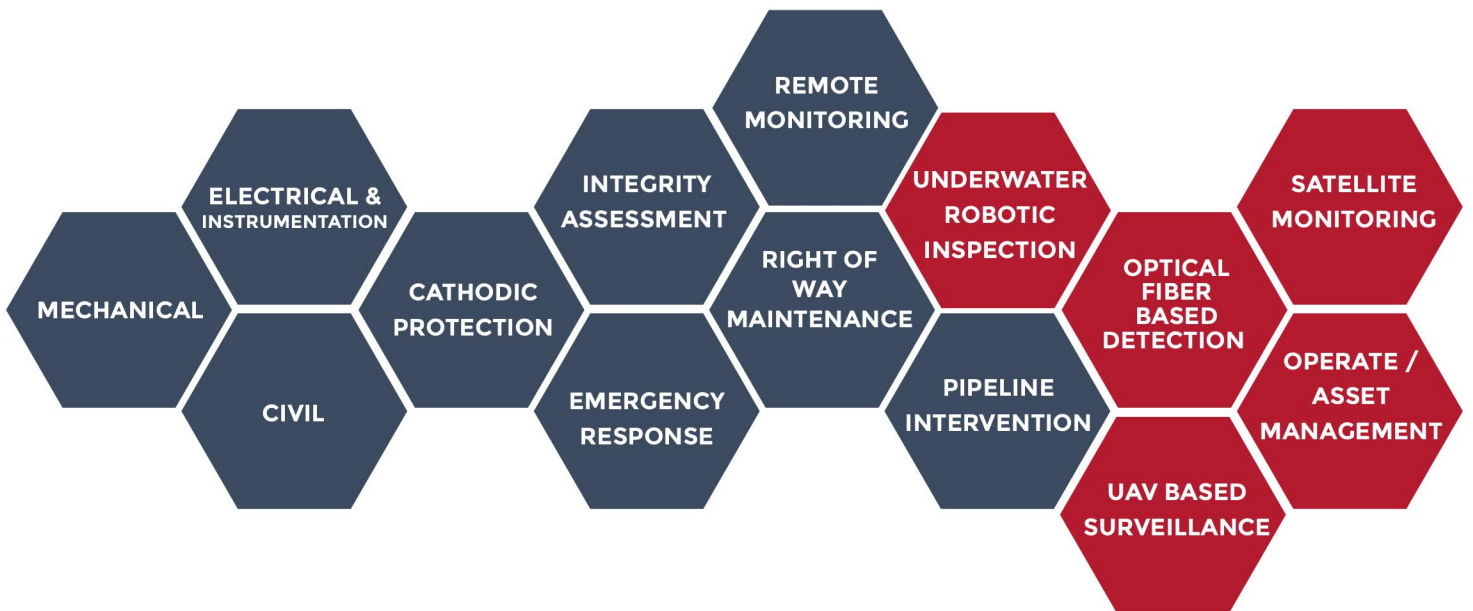 MECHANICAL
ELECTRICAL &
INSTRUMENTATION
CIVIL
CATHODIC
PROTECTION
INTEGRITY
ASSESSMENT
EMERGENCY
RESPONSE
REMOTE
MONITORING
RIGHT OF
WAY
MAINTENANCE
UNDERWATER
ROBOTIC
INSPECTION
PIPELINE
INTERVENTION
OPTICAL
FIBER
BASED
DETECTION
UAV BASED
SURVEILLANCE
SATELLITE
MONITORING
OPERATE /
ASSET
MANAGEMENT